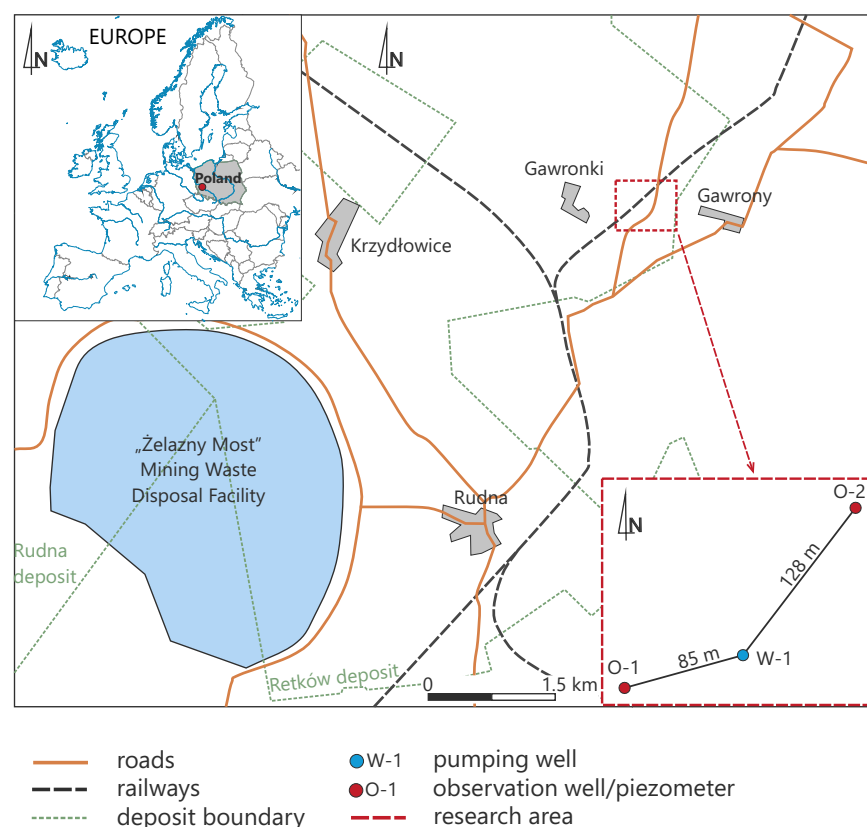 EUROPE
N
Poland
N
Gawronki
Gawrony
Krzydłowice
„Żelazny Most"
Mining Waste
Disposal Facility
Rudna
Rudna
deposit
Retków deposit
0 1.5 km
N
O-2
128 m
85 m
W-1
O-1
roads
railways
deposit boundary
W-1 pumping well
O-1 observation well/piezometer
research area